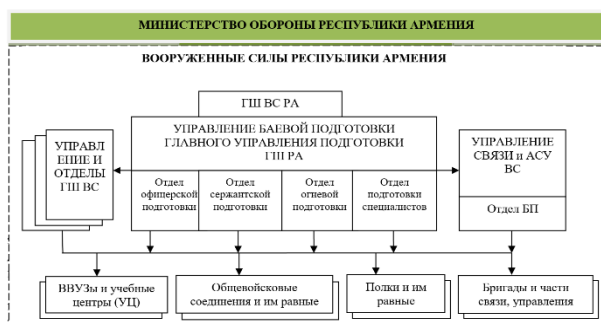 МИНИСТЕРСТВО ОБОРОНЫ РЕСПУБЛИКИ АРМЕНИЯ
ВООРУЖЕННЫЕ СИЛЫ РЕСПУБЛИКИ АРМЕНИЯ
ГШ ВС РА
УПРАВЛ
ЕНИЕ И
ОТДЕЛЫ
ГШ ВС
УПРАВЛЕНИЕ БАЕВОЙ ПОДГОТОВКИ
ГЛАВНОГО УПРАВЛЕНИЯ ПОДГОТОВКИ
ГШ РА
УПРАВЛЕНИЕ
СВЯЗИ и АСУ
ВС
Отдел
офицерской
подготовки
Отдел
сержантской
подготовки
Отдел
огневой
подготовки
Отдел
подготовки
специалистов
Отдел БП
ВВУЗы и учебные
центры (УЦ)
Общевойсковые
соединения и им равные
Полки и им
равные
Бригады и части
связи, управления